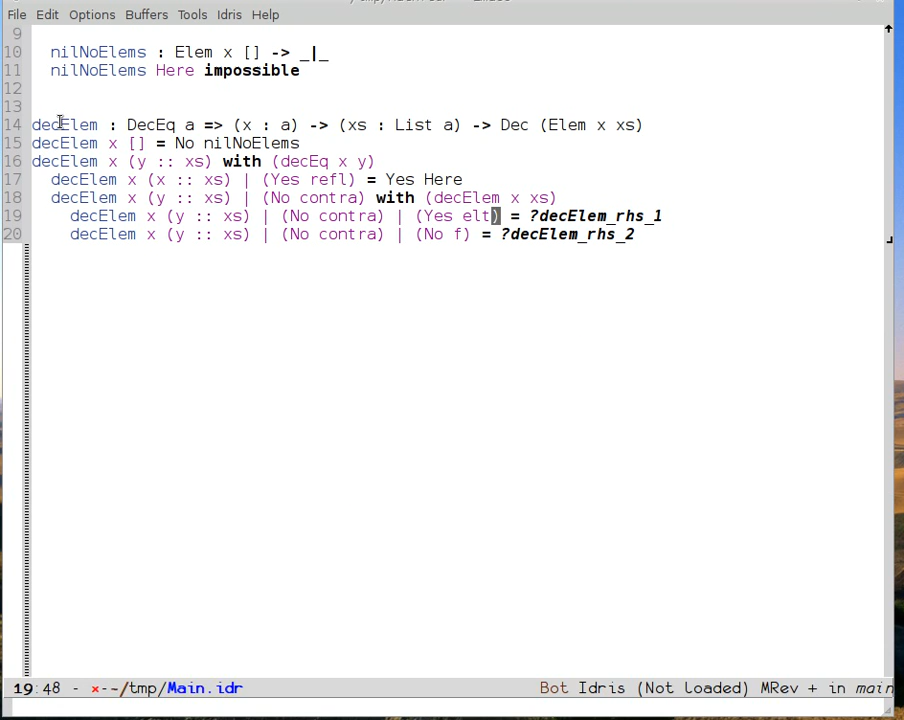 File Edit Options Buffers Tools Idris Help
9
10 nilNoElems : Elem x [] -> _|_
11 nilNoElems Here impossible
12
13
14 decElem : DecEq a => (x : a) -> (xs : List a) -> Dec (Elem x xs)
15 decElem x [] = No nilNoElems
16 decElem x (y :: xs) with (decEq x y)
17 decElem x (x :: xs) | (Yes refl) = Yes Here
18 decElem x (y :: xs) | (No contra) with (decElem x xs)
19 decElem x (y :: xs) | (No contra) | (Yes elt) = ?decElem_rhs_1
20 decElem x (y :: xs) | (No contra) | (No f) = ?decElem_rhs_2
19:48 - ×--~/tmp/Main.idr Bot Idris (Not loaded) MRev + in main